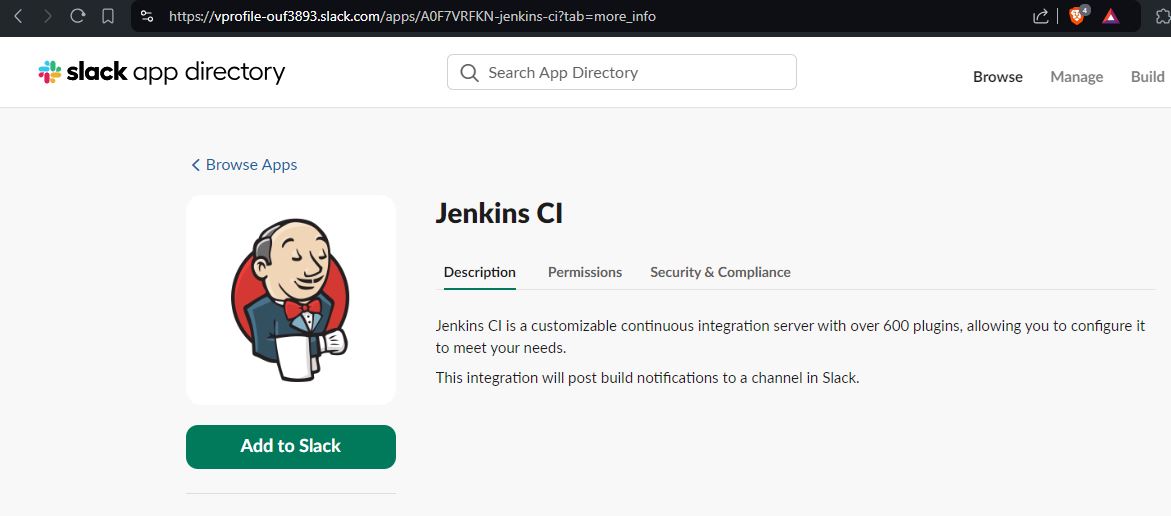 https://vprofile-ouf3893.slack.com/apps/A0F7VRFKN-jenkins-ci?tab=more_info
4
slack app directory
Search App Directory
Browse
Manage
Build
Browse Apps
Jenkins CI
Description
Permissions
Security & Compliance
Jenkins CI is a customizable continuous integration server with over 600 plugins, allowing you to configure it
to meet your needs.
This integration will post build notifications to a channel in Slack.
Add to Slack